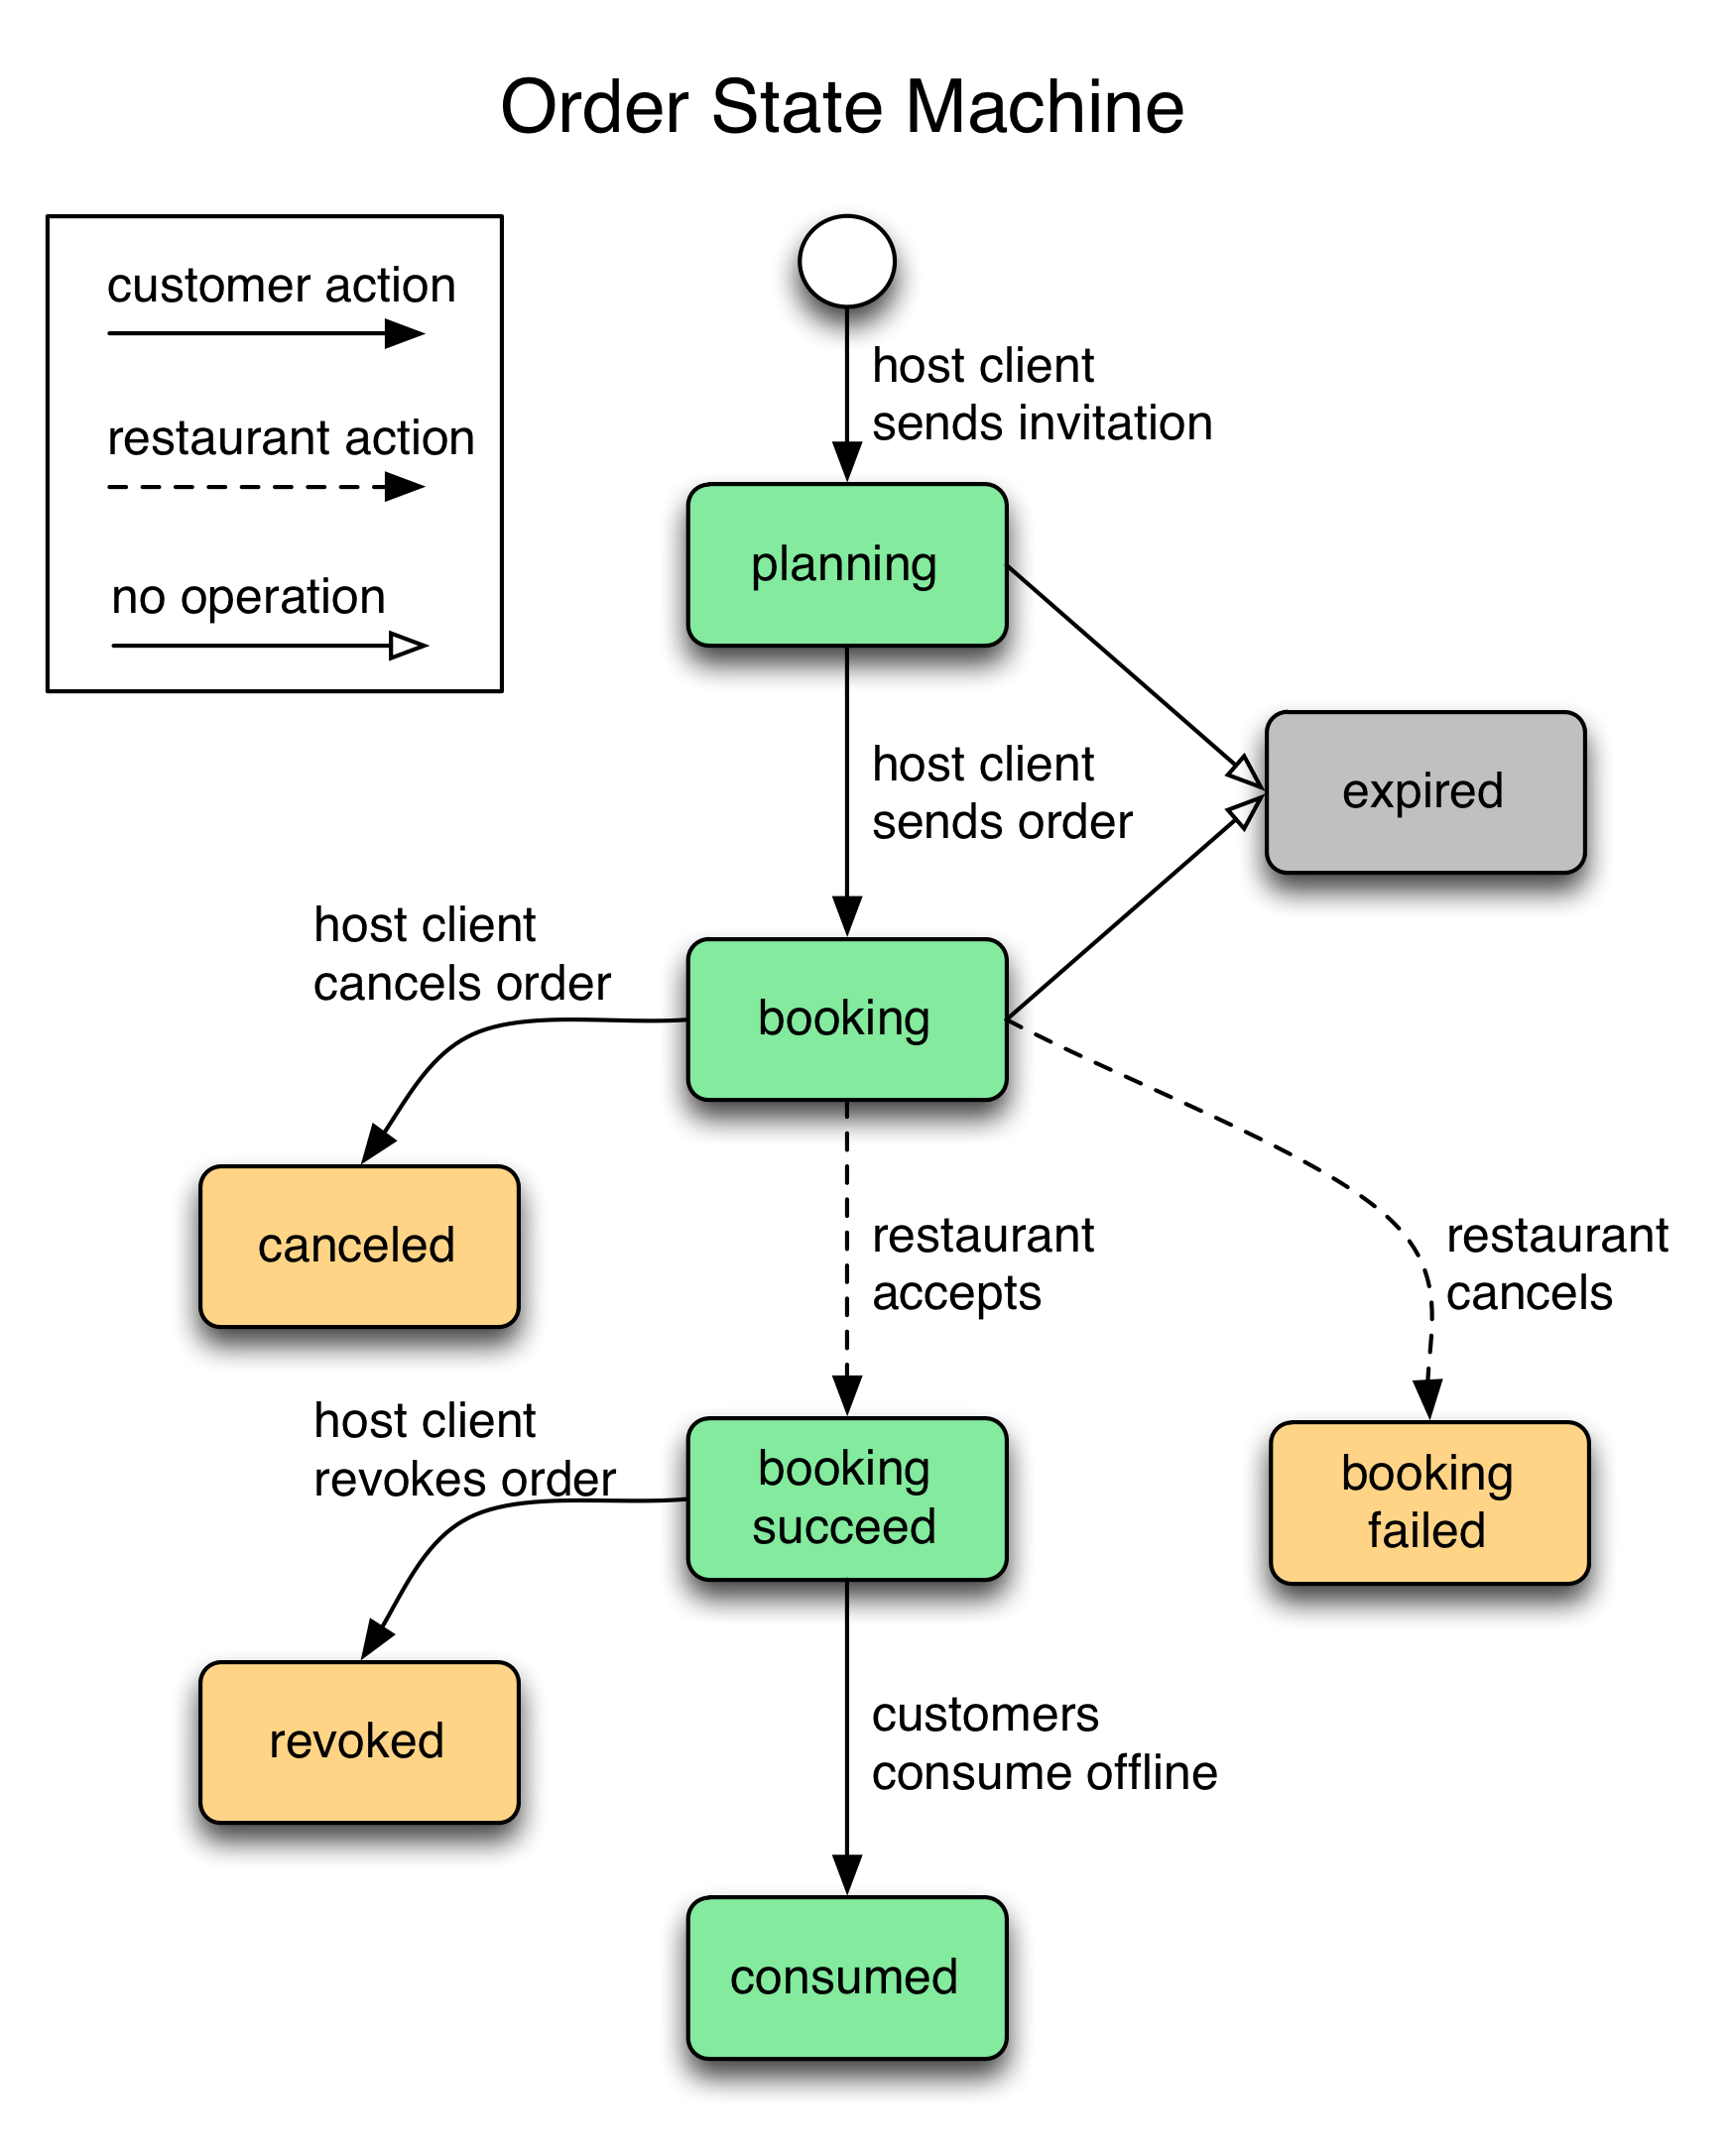 Order State Machine
customer action
restaurant action
no operation
host client
sends invitation
planning
host client
sends order
expired
host client
cancels order
booking
canceled
restaurant
accepts
restaurant
cancels
host client
revokes order
booking
succeed
booking
failed
revoked
customers
consume offline
consumed